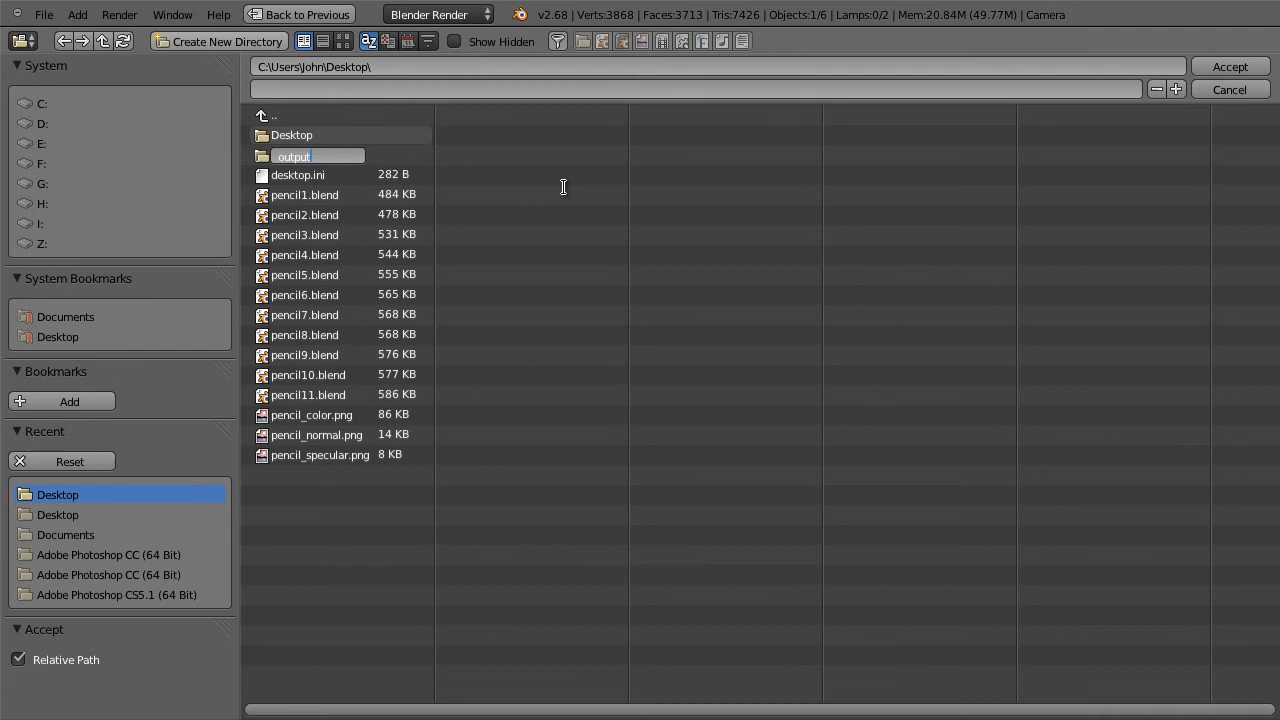 File Add Render Window Help Back to Previous Blender Render v2.68 | Verts:3868 | Faces:3713 | Tris:7426 | Objects:1/6 | Lamps:0/2 | Mem:20.84M (49.77M) | Camera
Create New Directory Show Hidden
System
C:
D:
E:
F:
G:
H:
I:
Z:
System Bookmarks
Documents
Desktop
Bookmarks
Add
Recent
Reset
Desktop
Desktop
Documents
Adobe Photoshop CC (64 Bit)
Adobe Photoshop CC (64 Bit)
Adobe Photoshop CS5.1 (64 Bit)
Accept
Relative Path
C:\Users\John\Desktop\ Accept
Cancel
..
Desktop
output
desktop.ini 282 B
pencil1.blend 484 KB
pencil2.blend 478 KB
pencil3.blend 531 KB
pencil4.blend 544 KB
pencil5.blend 555 KB
pencil6.blend 565 KB
pencil7.blend 568 KB
pencil8.blend 568 KB
pencil9.blend 576 KB
pencil10.blend 577 KB
pencil11.blend 586 KB
pencil_color.png 86 KB
pencil_normal.png 14 KB
pencil_specular.png 8 KB